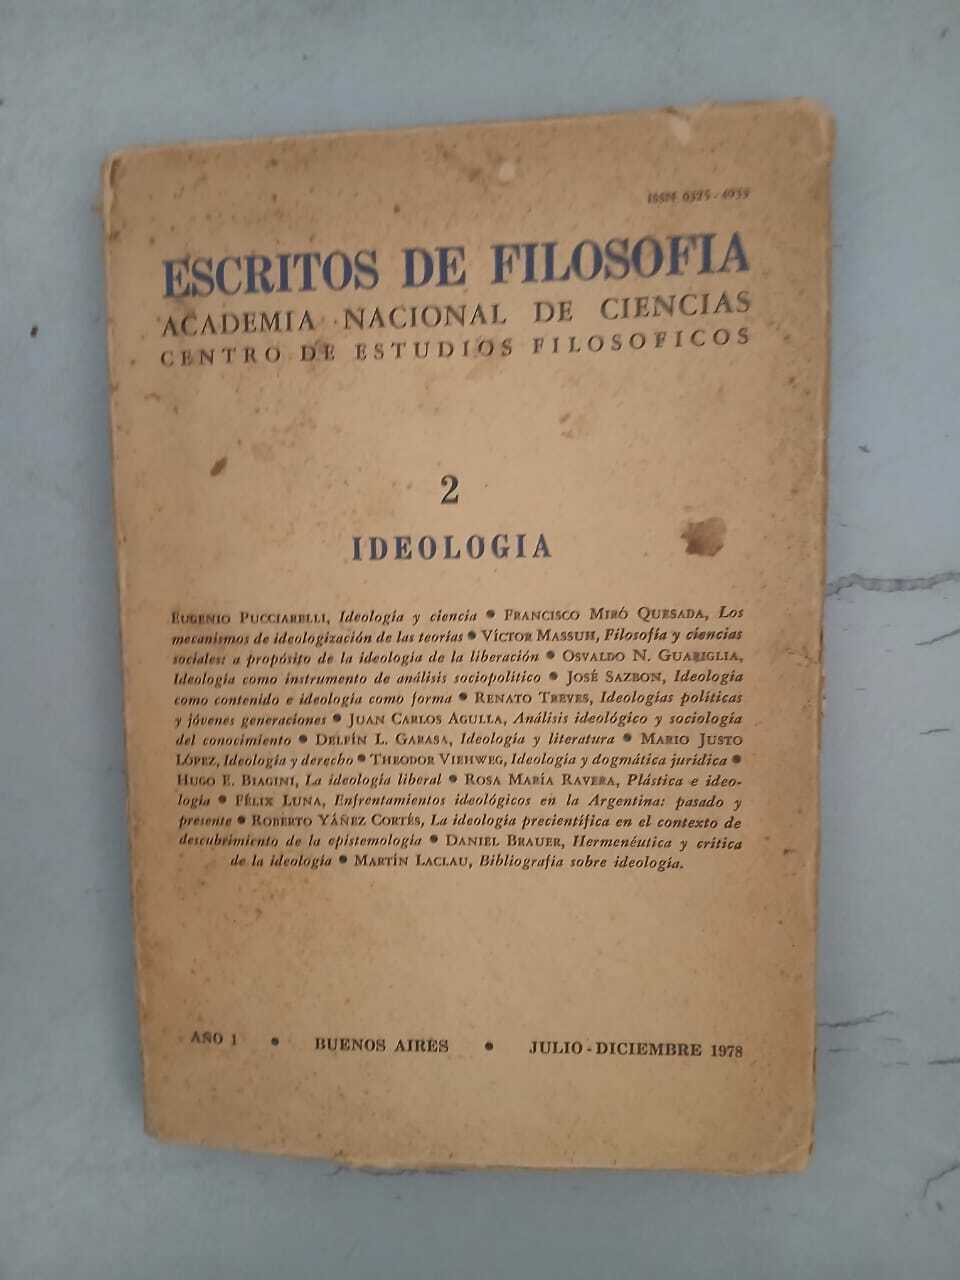 ISSN 0325-4933
ESCRITOS DE FILOSOFIA
ACADEMIA NACIONAL DE CIENCIAS
CENTRO DE ESTUDIOS FILOSOFICOS
2
IDEOLOGIA
EUGENIO PUCCIARELLI, Ideología y ciencia • FRANCISCO MIRÓ QUESADA, Los
mecanismos de ideologización de las teorías • VÍCTOR MASSUH, Filosofía y ciencias
sociales: a propósito de la ideología de la liberación • OSVALDO N. GUARIGLIA,
Ideología como instrumento de análisis sociopolítico • JOSÉ SAZBON, Ideología
como contenido e ideología como forma • RENATO TREVES, Ideologías políticas
y jóvenes generaciones • JUAN CARLOS AGULLA, Análisis ideológico y sociología
del conocimiento • DELFÍN L. GARASA, Ideología y literatura • MARIO JUSTO
LÓPEZ, Ideología y derecho • THEODOR VIEHWEG, Ideología y dogmática jurídica •
HUGO E. BIAGINI, La ideología liberal • ROSA MARÍA RAVERA, Plástica e ideo-
logía • FÉLIX LUNA, Enfrentamientos ideológicos en la Argentina: pasado y
presente • ROBERTO YÁÑEZ CORTÉS, La ideología precientífica en el contexto de
descubrimiento de la epistemología • DANIEL BRAUER, Hermenéutica y crítica
de la ideología • MARTÍN LACLAU, Bibliografía sobre ideología.
AÑO 1 • BUENOS AIRES • JULIO - DICIEMBRE 1978